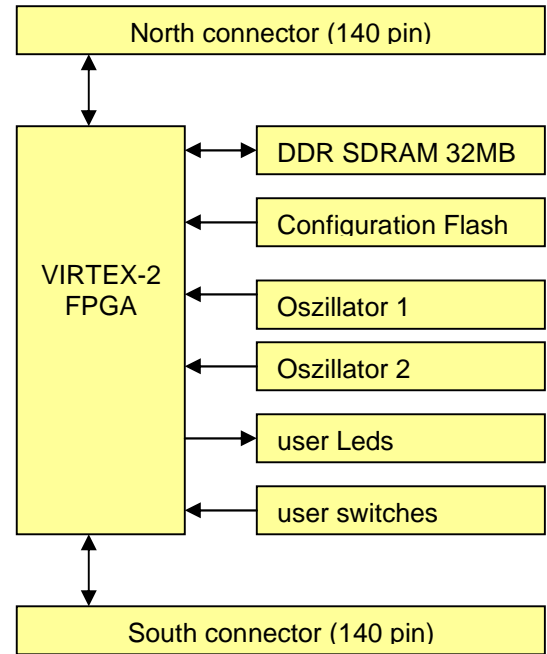 North connector (140 pin)
DDR SDRAM 32MB
Configuration Flash
VIRTEX-2
FPGA
Oszillator 1
Oszillator 2
user Leds
user switches
South connector (140 pin)